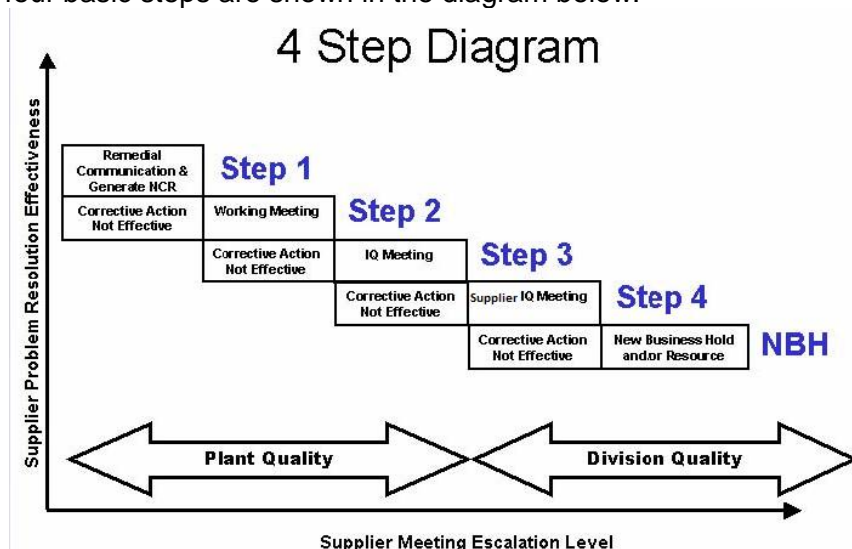 four basic steps are shown in the diagram below.
4 Step Diagram
Supplier Problem Resolution Effectiveness
Remedial
Communication &
Generate NCR
Step 1
Corrective Action
Not Effective
Working Meeting
Step 2
Corrective Action
Not Effective
IQ Meeting
Step 3
Corrective Action
Not Effective
Supplier IQ Meeting
Step 4
Corrective Action
Not Effective
New Business Hold
and/or Resource
NBH
Plant Quality
Division Quality
Supplier Meeting Escalation Level